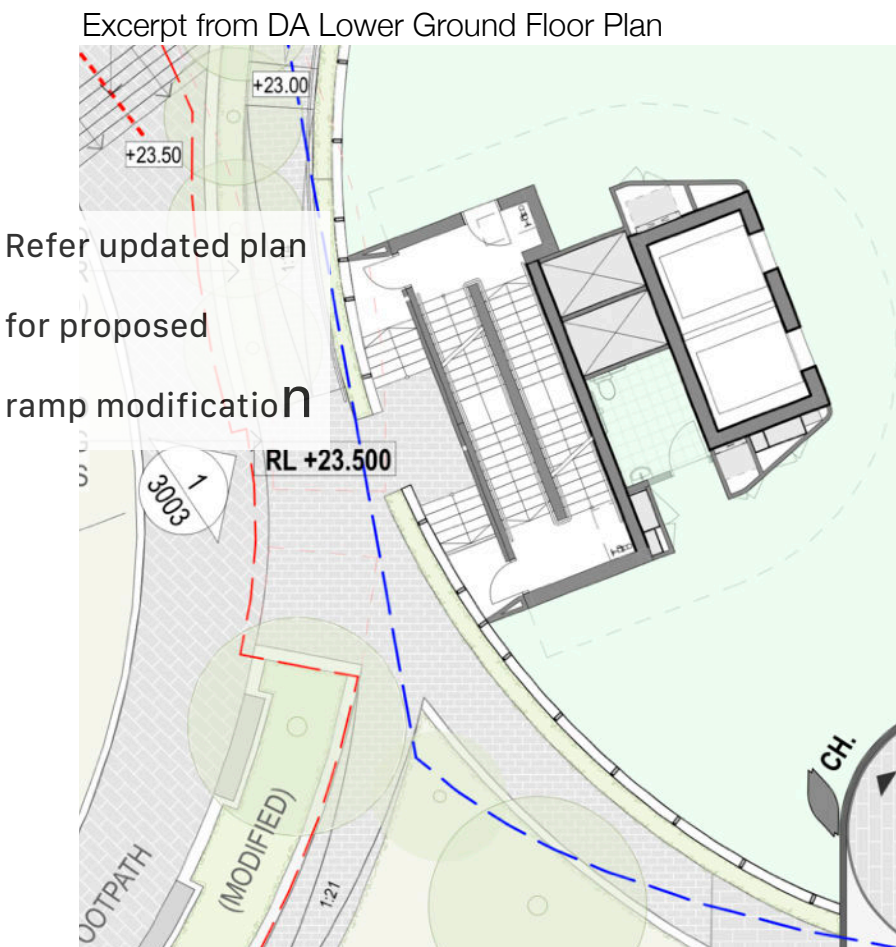 Excerpt from DA Lower Ground Floor Plan
+23.00
+23.50
Refer updated plan
for proposed
ramp modification
RL +23.500
1
3003
CH.
(MODIFIED)
1:21
OOTPATH